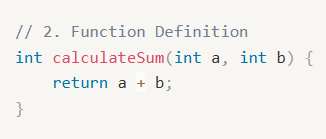 // 2. Function Definition
int calculateSum(int a, int b) {
    return a + b;
}